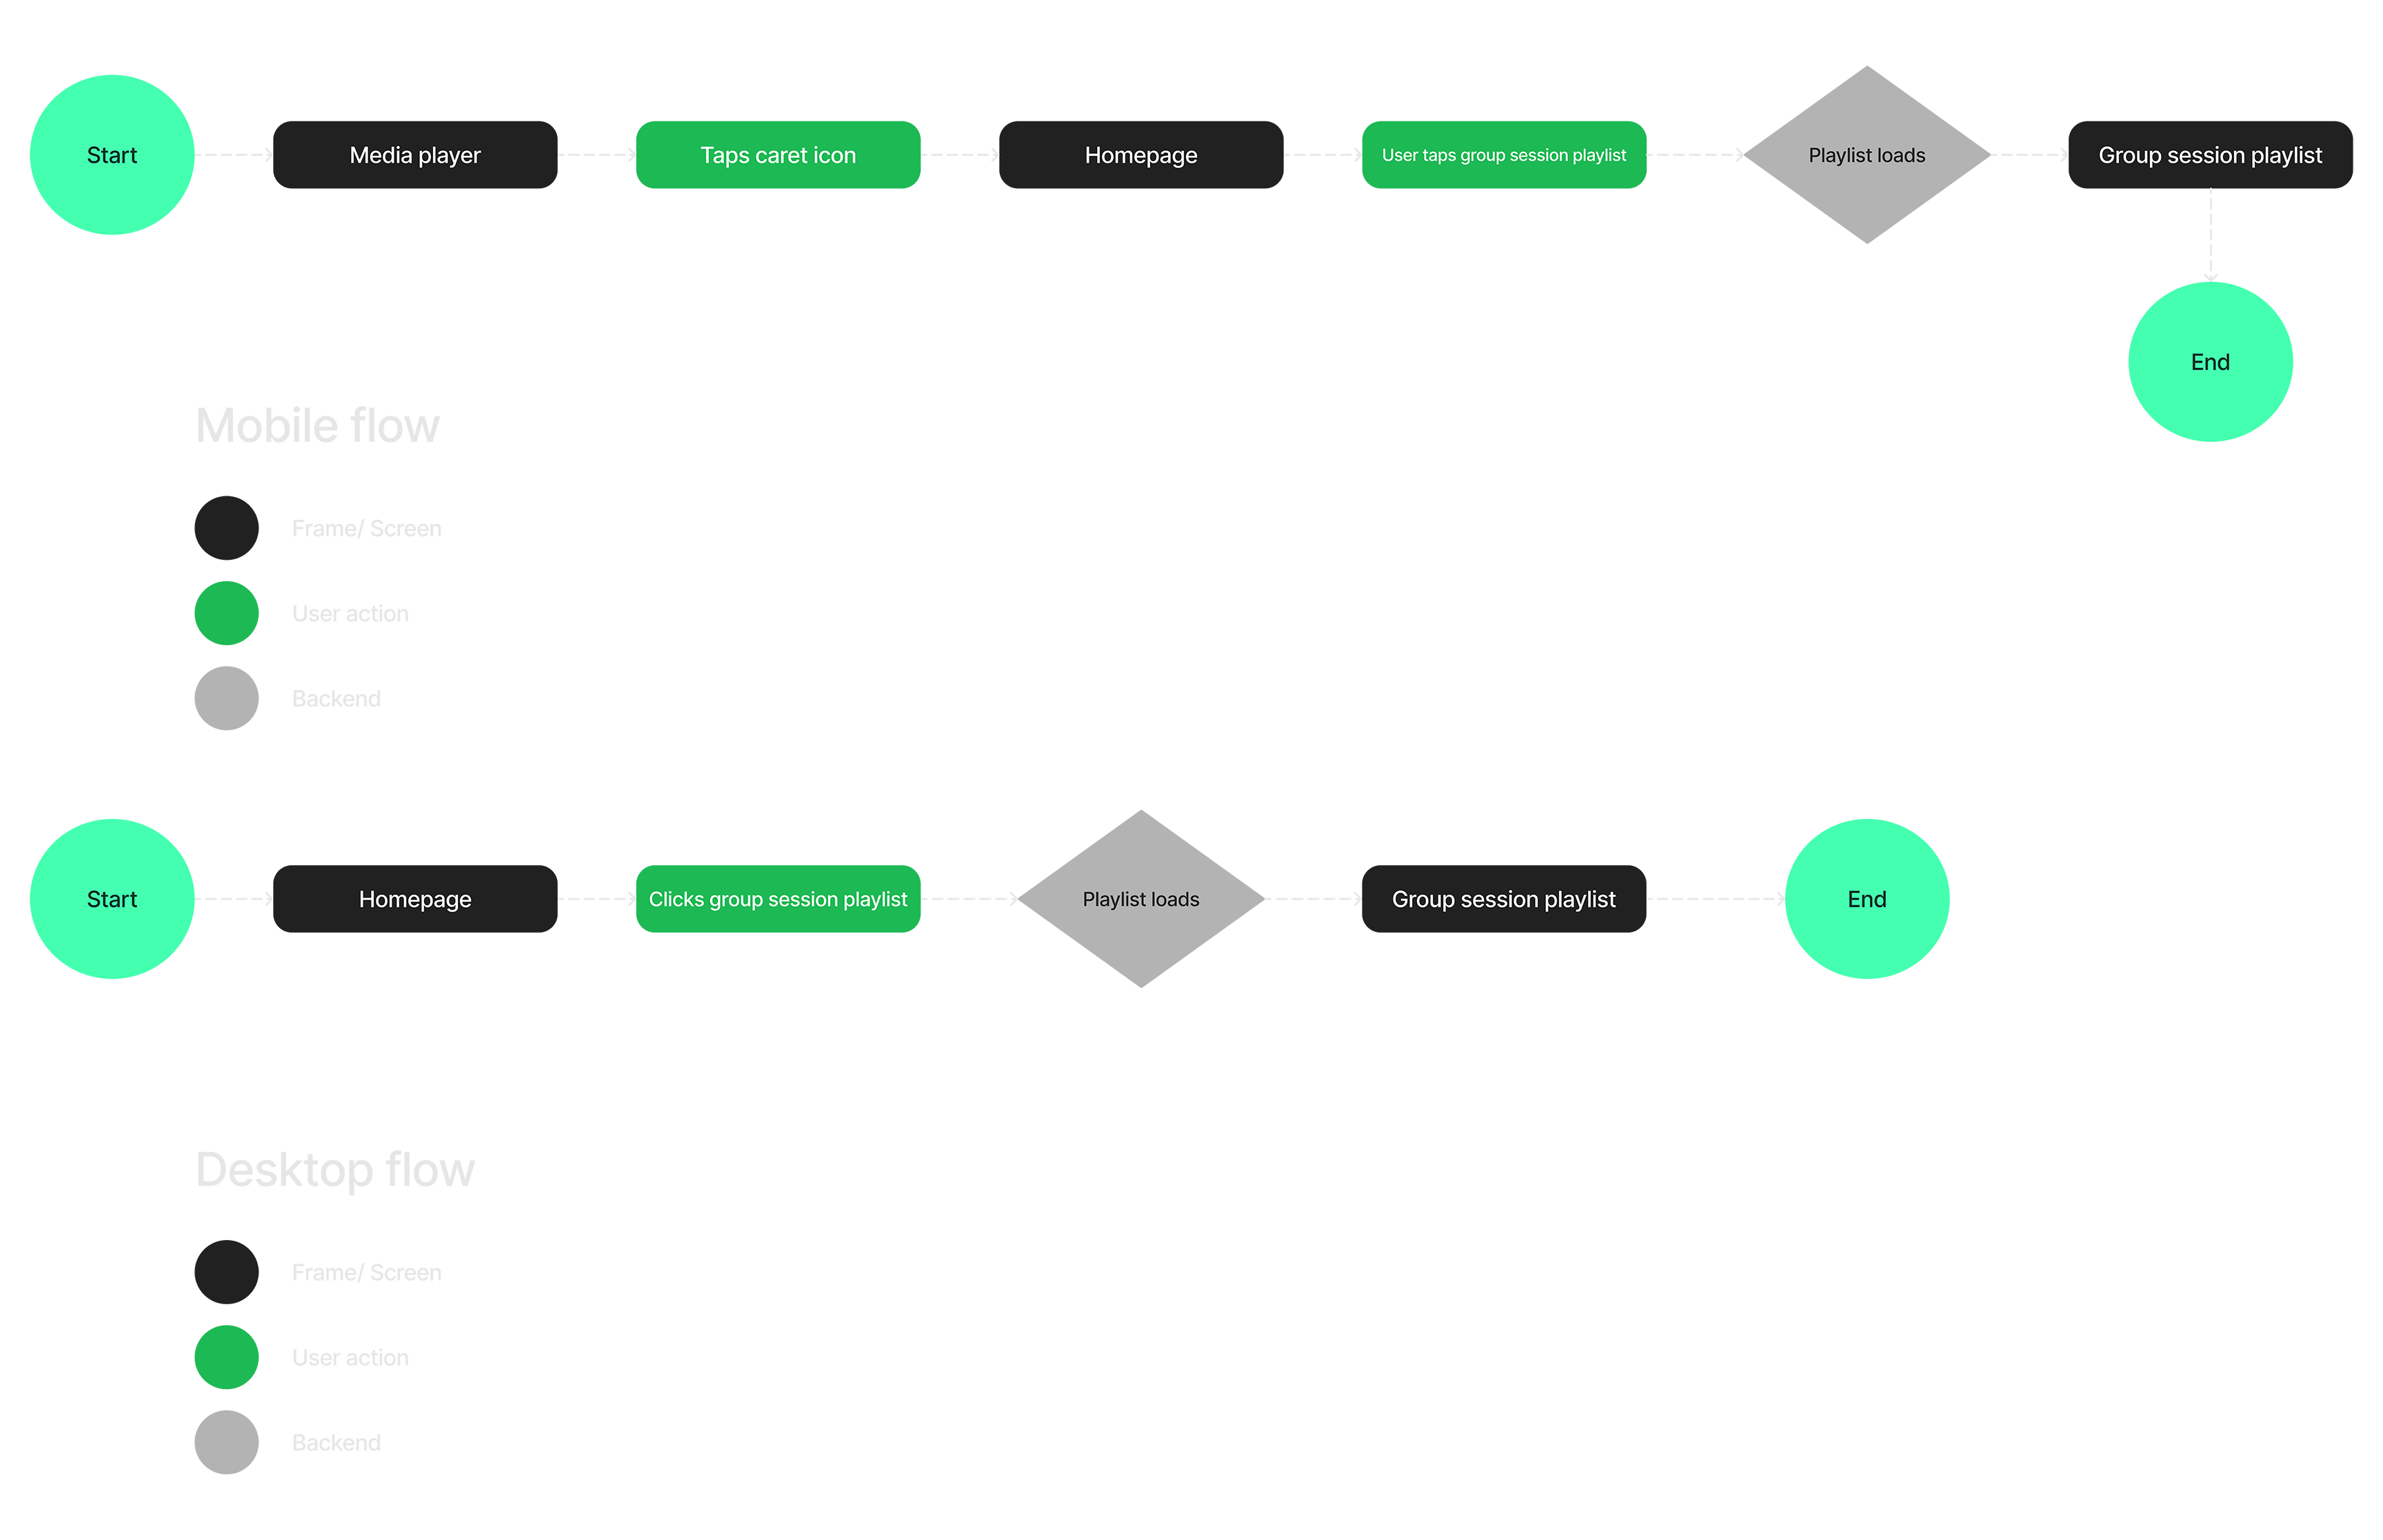 Start
Media player
Taps caret icon
Homepage
User taps group session playlist
Playlist loads
Group session playlist
End
Mobile flow
Frame/ Screen
User action
Backend
Start
Homepage
Clicks group session playlist
Playlist loads
Group session playlist
End
Desktop flow
Frame/ Screen
User action
Backend